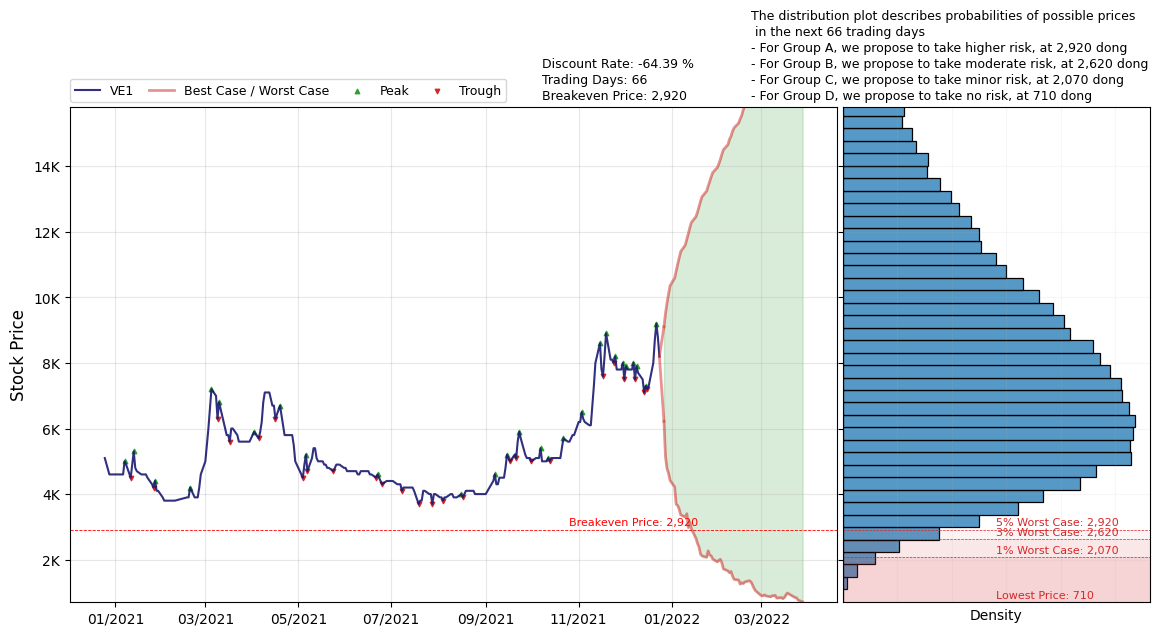 The distribution plot describes probabilities of possible prices
in the next 66 trading days
- For Group A, we propose to take higher risk, at 2,920 dong
- For Group B, we propose to take moderate risk, at 2,620 dong
- For Group C, we propose to take minor risk, at 2,070 dong
- For Group D, we propose to take no risk, at 710 dong
Discount Rate: -64.39 %
Trading Days: 66
Breakeven Price: 2,920
VE1
Best Case / Worst Case
Peak
Trough
Stock Price
14K
12K
10K
8K
6K
4K
2K
Breakeven Price: 2,920
5% Worst Case: 2,920
3% Worst Case: 2,620
1% Worst Case: 2,070
Lowest Price: 710
01/2021
03/2021
05/2021
07/2021
09/2021
11/2021
01/2022
03/2022
Density